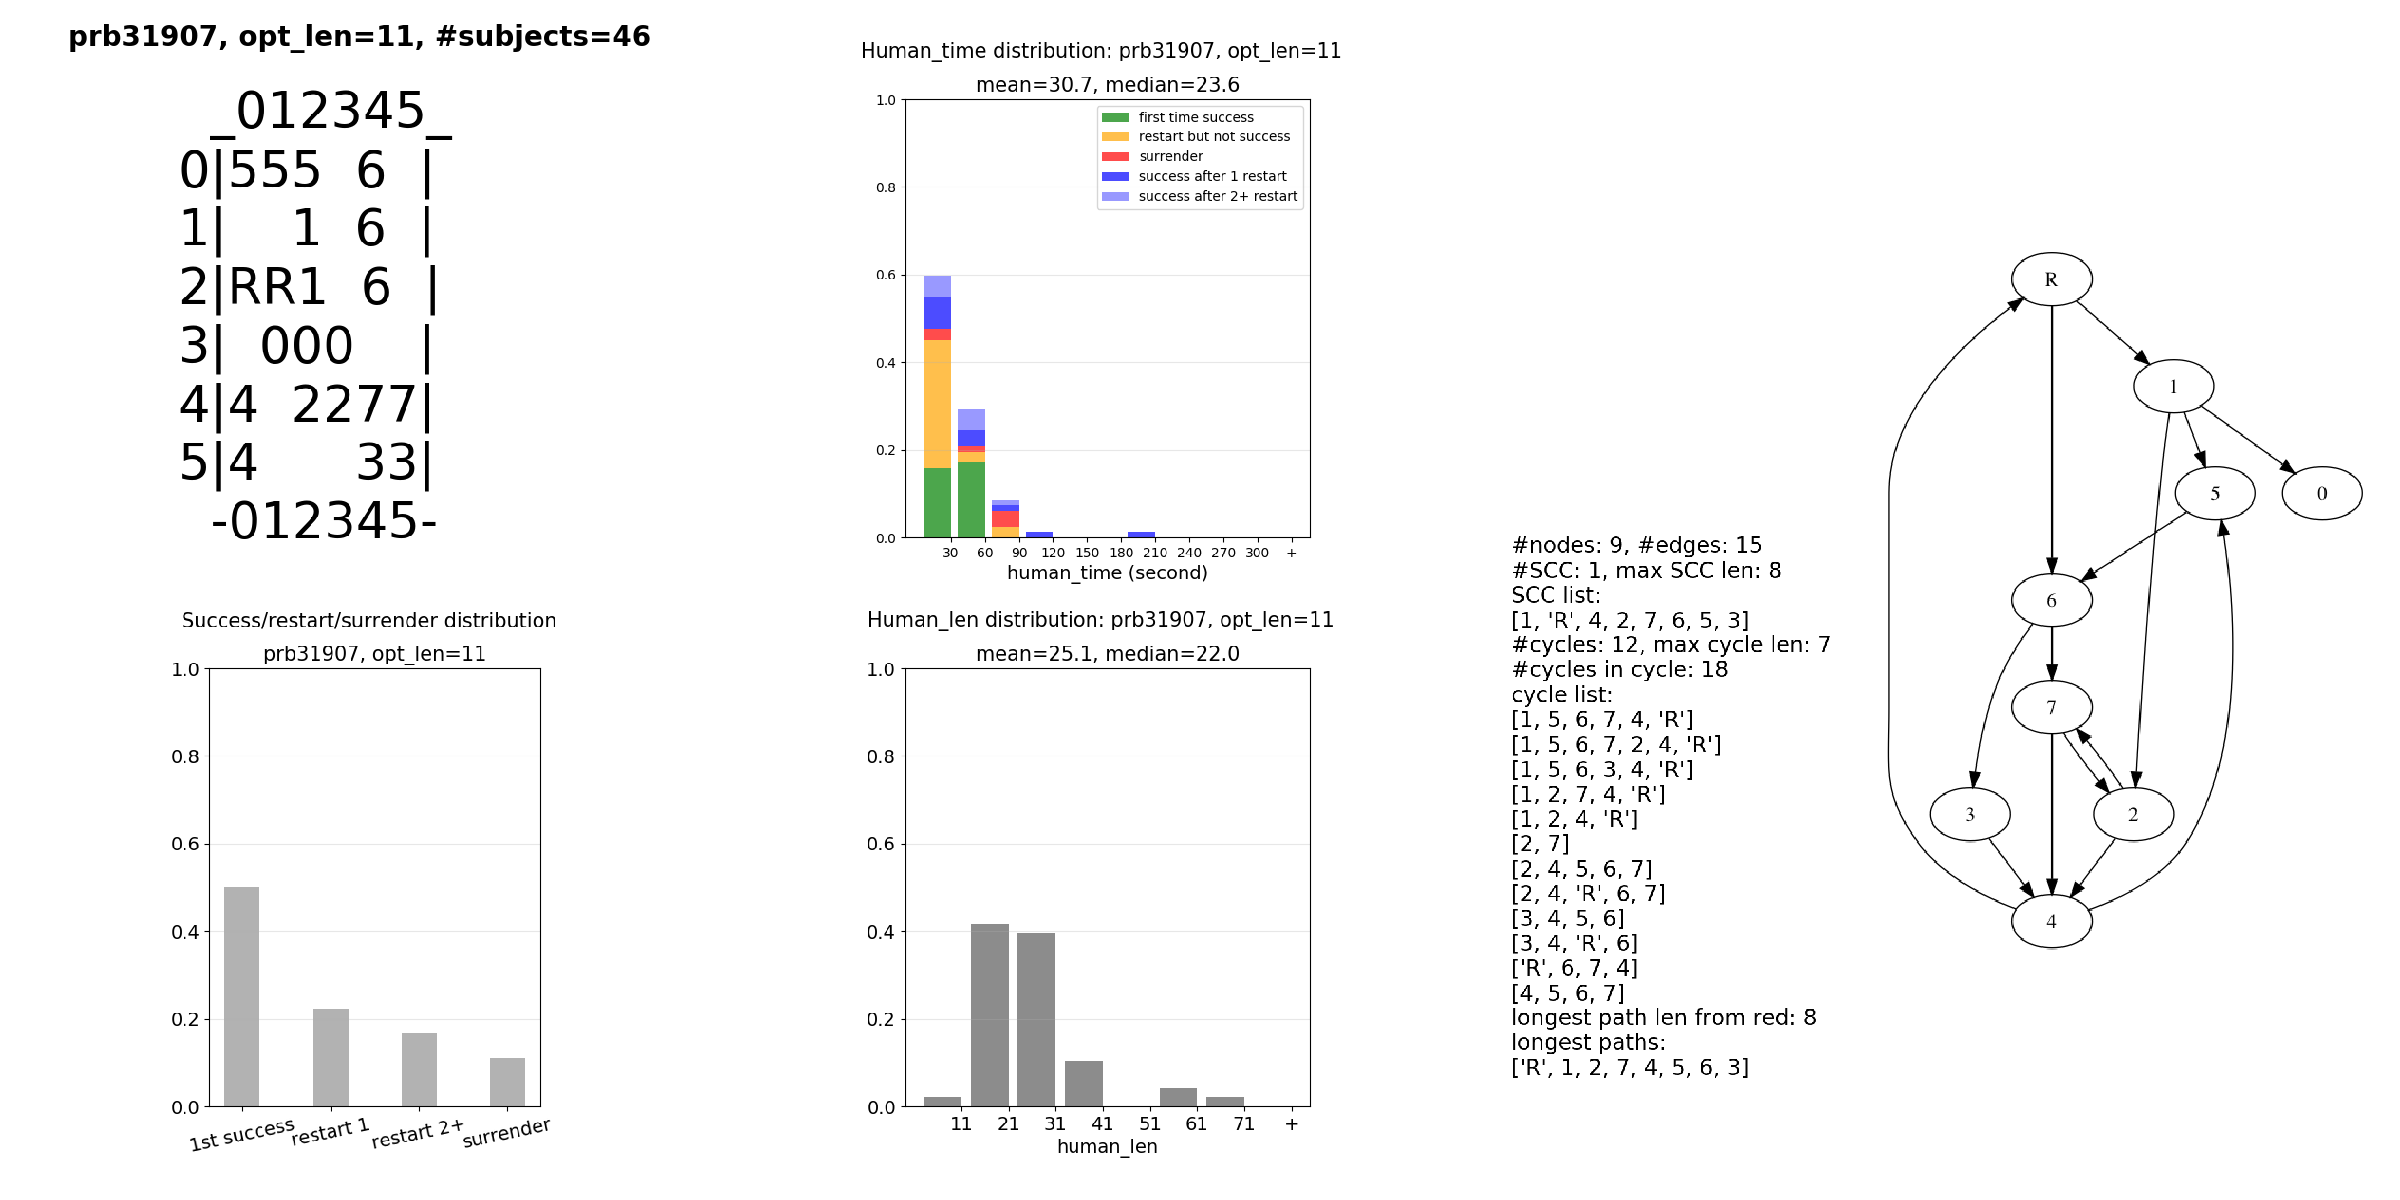 prb31907, opt_len=11, #subjects=46
_012345_
0|555  6  |
1|    1  6  |
2|RR1  6  |
3|  000    |
4|4  2277|
5|4      33|
-012345-
Human_time distribution: prb31907, opt_len=11
mean=30.7, median=23.6
1.0
0.8
0.6
0.4
0.2
0.0
first time success
restart but not success
surrender
success after 1 restart
success after 2+ restart
30 60 90 120 150 180 210 240 270 300 +
human_time (second)
Success/restart/surrender distribution
prb31907, opt_len=11
1.0
0.8
0.6
0.4
0.2
0.0
1st success restart 1 restart 2+ surrender
Human_len distribution: prb31907, opt_len=11
mean=25.1, median=22.0
1.0
0.8
0.6
0.4
0.2
0.0
11 21 31 41 51 61 71 +
human_len
#nodes: 9, #edges: 15
#SCC: 1, max SCC len: 8
SCC list:
[1, 'R', 4, 2, 7, 6, 5, 3]
#cycles: 12, max cycle len: 7
#cycles in cycle: 18
cycle list:
[1, 5, 6, 7, 4, 'R']
[1, 5, 6, 7, 2, 4, 'R']
[1, 5, 6, 3, 4, 'R']
[1, 2, 7, 4, 'R']
[1, 2, 4, 'R']
[2, 7]
[2, 4, 5, 6, 7]
[2, 4, 'R', 6, 7]
[3, 4, 5, 6]
[3, 4, 'R', 6]
['R', 6, 7, 4]
[4, 5, 6, 7]
longest path len from red: 8
longest paths:
['R', 1, 2, 7, 4, 5, 6, 3]
R
1
5
0
6
7
3
2
4